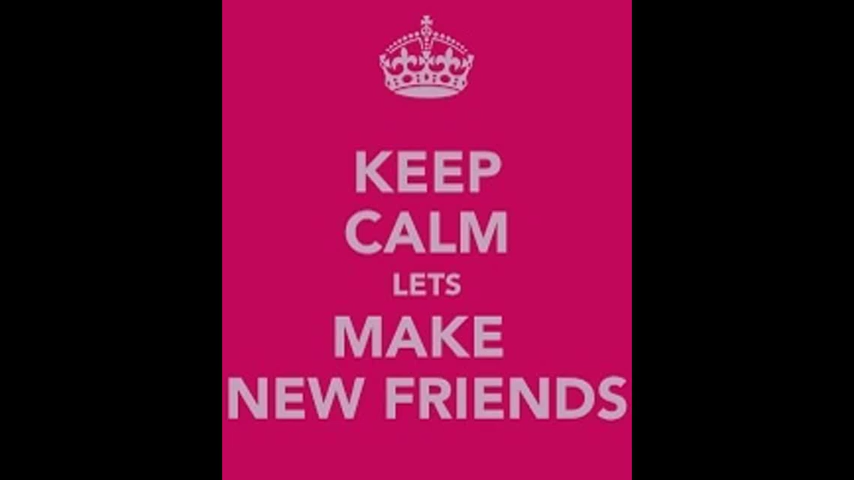 KEEP
CALM
LETS
MAKE
NEW FRIENDS